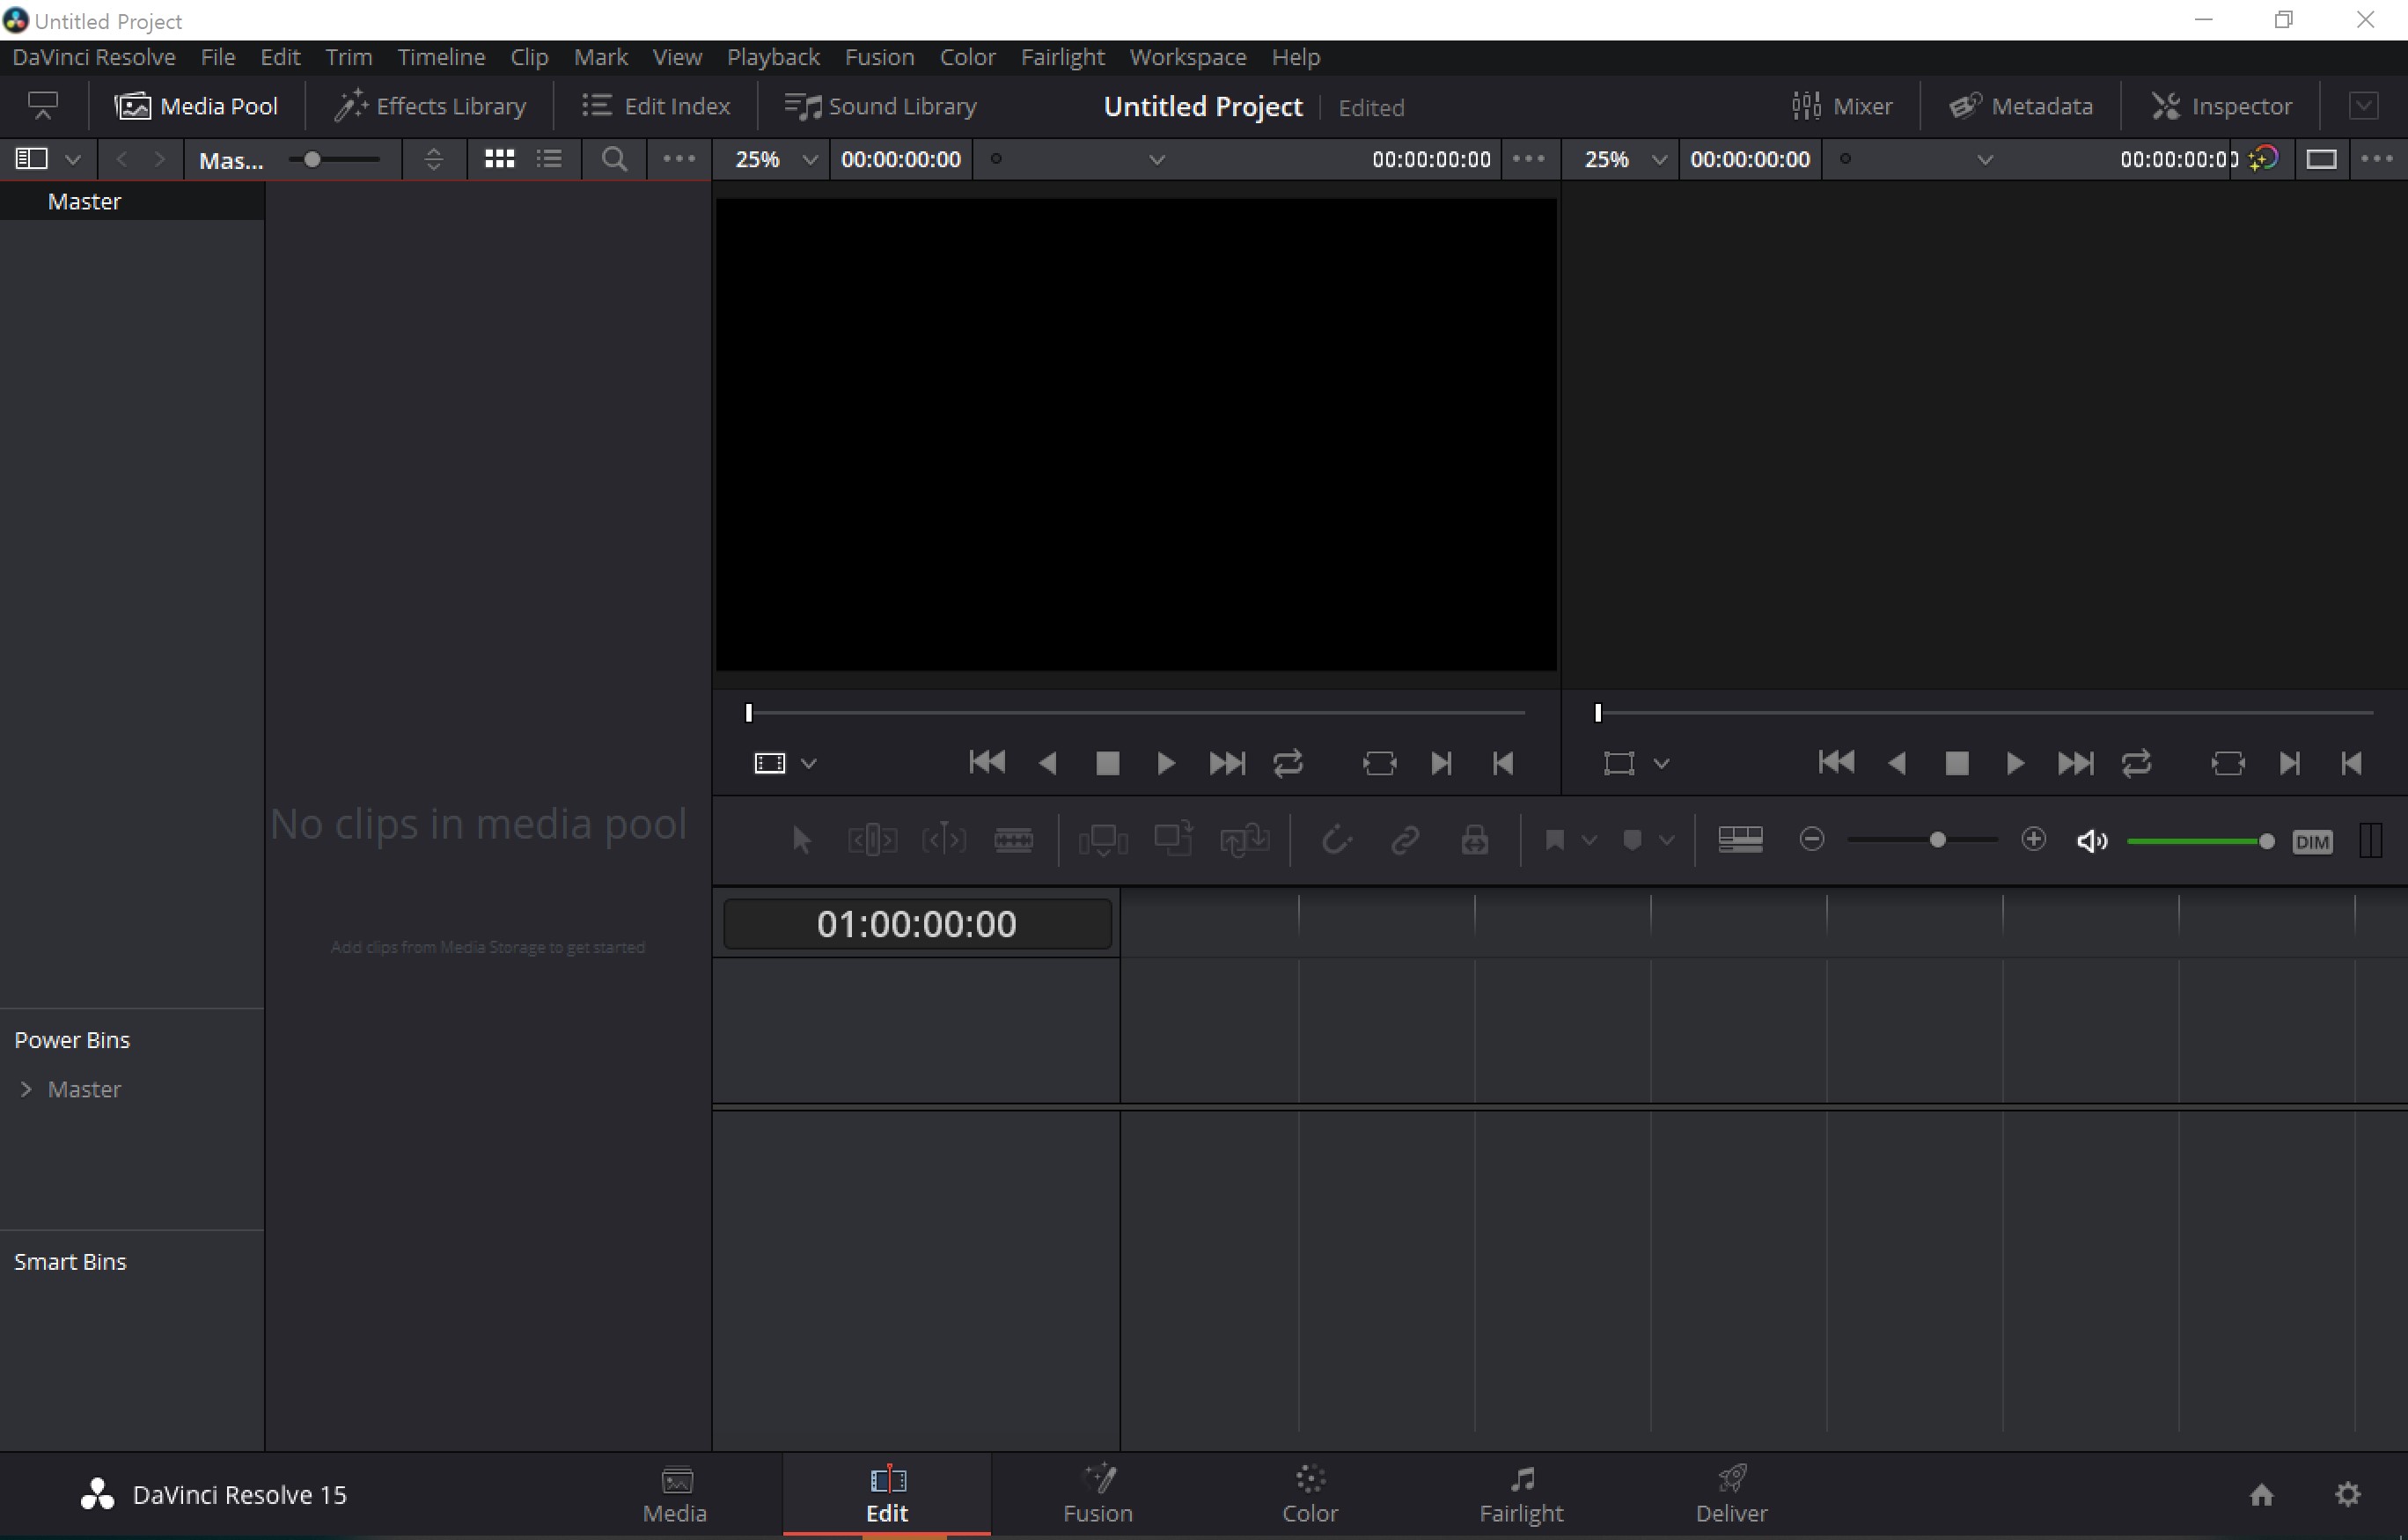 Untitled Project
DaVinci Resolve File Edit Trim Timeline Clip Mark View Playback Fusion Color Fairlight Workspace Help
Media Pool Effects Library Edit Index Sound Library Untitled Project Edited Mixer Metadata Inspector
Mas... 25% 00:00:00:00 00:00:00:00 25% 00:00:00:00 00:00:00:00
Master
No clips in media pool
DIM
01:00:00:00
Add clips from Media Storage to get started
Power Bins
Master
Smart Bins
DaVinci Resolve 15
Media Edit Fusion Color Fairlight Deliver